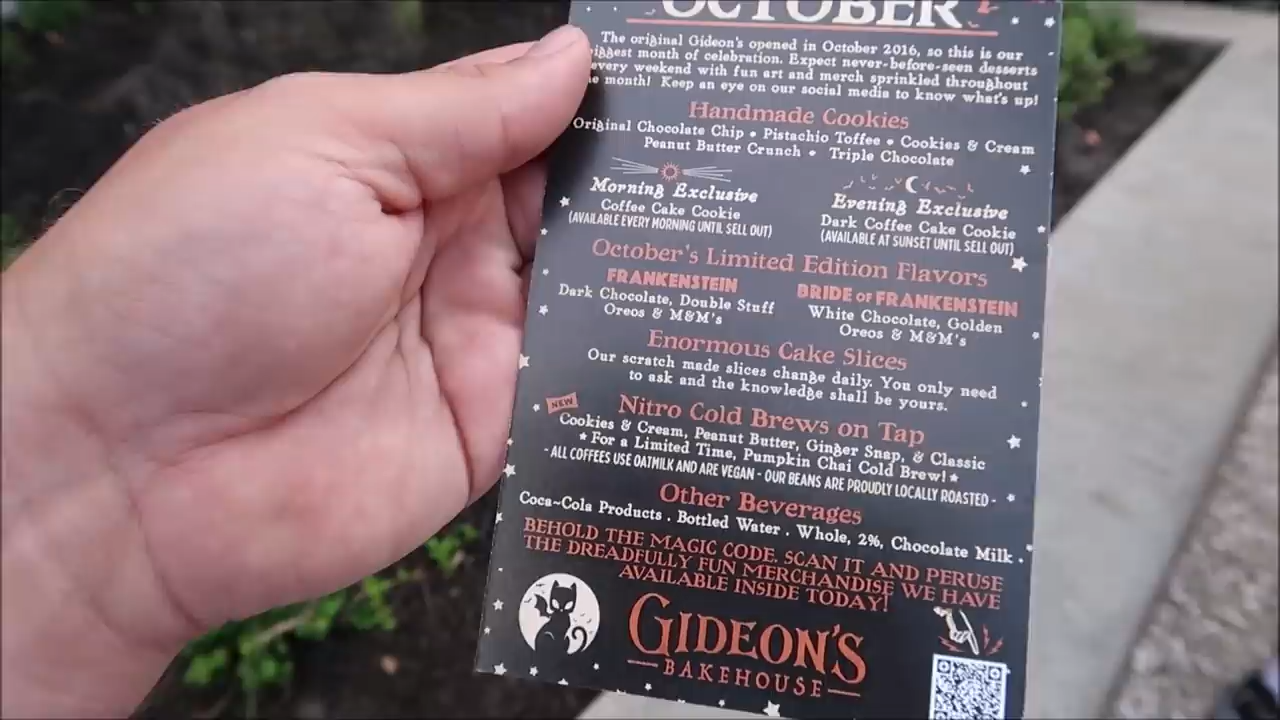 OCTOBER
The original Gideon's opened in October 2016, so this is our
biggest month of celebration. Expect never-before-seen desserts
every weekend with fun art and merch sprinkled throughout
e month! Keep an eye on our social media to know what's up!
Handmade Cookies
Original Chocolate Chip • Pistachio Toffee • Cookies & Cream
Peanut Butter Crunch • Triple Chocolate
Morning Exclusive
Coffee Cake Cookie
(AVAILABLE EVERY MORNING UNTIL SELL OUT)
Evening Exclusive
Dark Coffee Cake Cookie
(AVAILABLE AT SUNSET UNTIL SELL OUT)
October's Limited Edition Flavors
FRANKENSTEIN
Dark Chocolate, Double Stuff
Oreos & M&M's
BRIDE OF FRANKENSTEIN
White Chocolate, Golden
Oreos & M&M's
Enormous Cake Slices
Our scratch made slices change daily. You only need
to ask and the knowledge shall be yours.
NEW
Nitro Cold Brews on Tap
Cookies & Cream, Peanut Butter, Ginger Snap, & Classic
★ For a Limited Time, Pumpkin Chai Cold Brew! ★
- ALL COFFEES USE OATMILK AND ARE VEGAN - OUR BEANS ARE PROUDLY LOCALLY ROASTED -
Other Beverages
Coca~Cola Products . Bottled Water . Whole, 2%, Chocolate Milk .
BEHOLD THE MAGIC CODE. SCAN IT AND PERUSE
THE DREADFULLY FUN MERCHANDISE WE HAVE
AVAILABLE INSIDE TODAY!
GIDEON'S
BAKEHOUSE